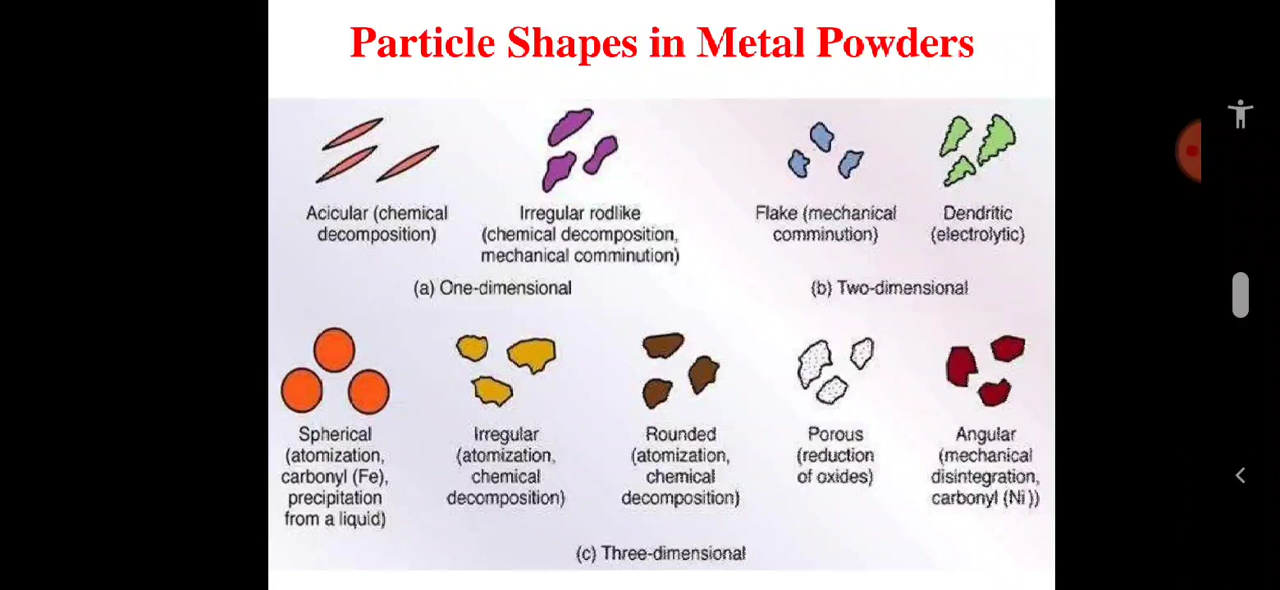 Particle Shapes in Metal Powders
Acicular (chemical
decomposition)
Irregular rodlike
(chemical decomposition,
mechanical comminution)
(a) One-dimensional
Flake (mechanical
comminution)
Dendritic
(electrolytic)
(b) Two-dimensional
Spherical
(atomization,
carbonyl (Fe),
precipitation
from a liquid)
Irregular
(atomization,
chemical
decomposition)
Rounded
(atomization,
chemical
decomposition)
Porous
(reduction
of oxides)
Angular
(mechanical
disintegration,
carbonyl (Ni))
(c) Three-dimensional